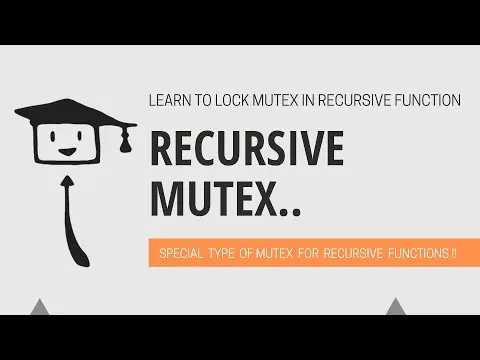 LEARN TO LOCK MUTEX IN RECURSIVE FUNCTION
RECURSIVE
MUTEX..
SPECIAL TYPE OF MUTEX FOR RECURSIVE FUNCTIONS !!